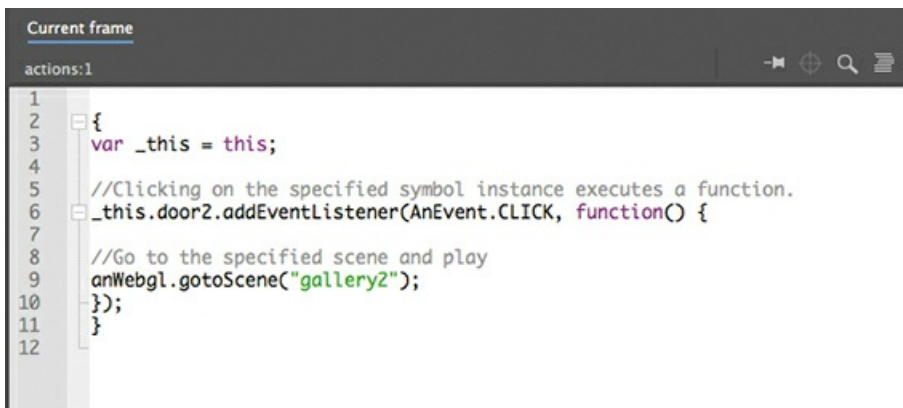 Current frame
actions:1
1
2 {
3 var _this = this;
4
5 //Clicking on the specified symbol instance executes a function.
6 _this.door2.addEventListener(AnEvent.CLICK, function() {
7
8 //Go to the specified scene and play
9 anWebgl.gotoScene("gallery2");
10 });
11 }
12